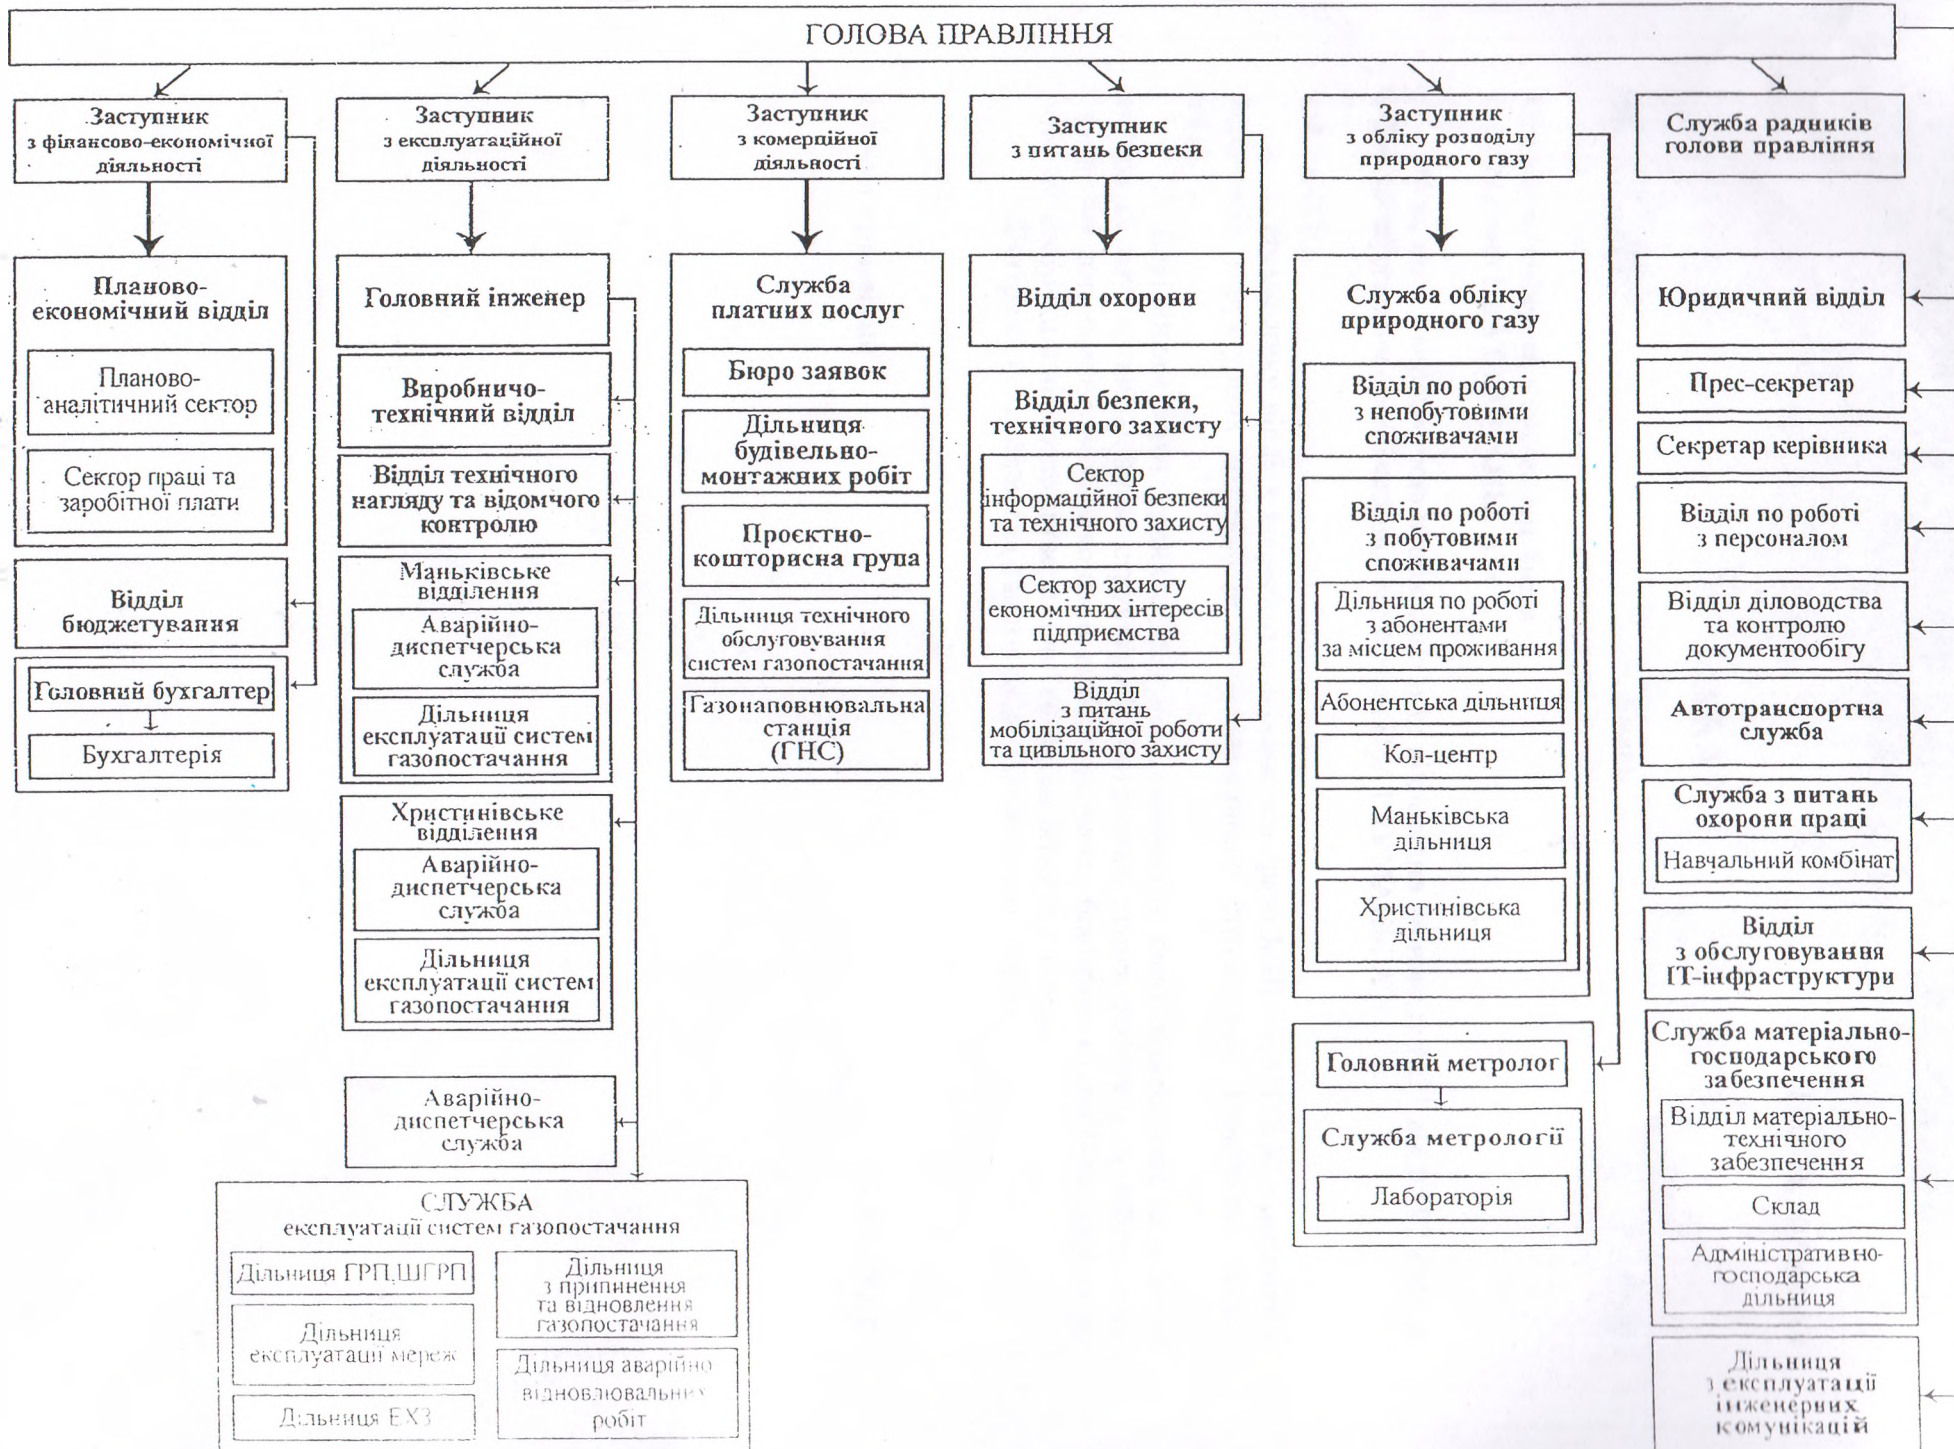 ГОЛОВА ПРАВЛІННЯ
Заступник
з фінансово-економічної
діяльності
Планово-
економічний відділ
Планово-
аналітичний сектор
Сектор праці та
заробітної плати
Відділ
бюджетування
Головний бухгалтер
Бухгалтерія
Заступник
з експлуатаційної
діяльності
Головний інженер
Виробничо-
технічний відділ
Відділ технічного
нагляду та відомчого
контролю
Маньківське
відділення
Аварійно-
диспетчерська
служба
Дільниця
експлуатації систем
газопостачання
Христинівське
відділення
Аварійно-
диспетчерська
служба
Дільниця
експлуатації систем
газопостачання
Аварійно-
диспетчерська
служба
СЛУЖБА
експлуатації систем газопостачання
Дільниця ГРП,ШГРП
Дільниця
експлуатації мереж
Дільниця ЕХЗ
Дільниця
з припинення
та відновлення
газопостачання
Дільниця аварійно
відновлювальних
робіт
Заступник
з комерційної
діяльності
Служба
платних послуг
Бюро заявок
Дільниця
будівельно-
монтажних робіт
Проєктно-
кошторисна група
Дільниця технічного
обслуговування
систем газопостачання
Газонаповнювальна
станція
(ГНС)
Заступник
з питань безпеки
Відділ охорони
Відділ безпеки,
технічного захисту
Сектор
інформаційної безпеки
та технічного захисту
Сектор захисту
економічних інтересів
підприємства
Відділ
з питань
мобілізаційної роботи
та цивільного захисту
Заступник
з обліку розподілу
природного газу
Служба обліку
природного газу
Відділ по роботі
з непобутовими
споживачами
Відділ по роботі
з побутовими
споживачами
Дільниця по роботі
з абонентами
за місцем проживання
Абонентська дільниця
Кол-центр
Маньківська
дільниця
Христинівська
дільниця
Головний метролог
Служба метрології
Лабораторія
Служба радників
голови правління
Юридичний відділ
Прес-секретар
Секретар керівника
Відділ по роботі
з персоналом
Відділ діловодства
та контролю
документообігу
Автотранспортна
служба
Служба з питань
охорони праці
Навчальний комбінат
Відділ
з обслуговування
ІТ-інфраструктури
Служба матеріально-
господарського
забезпечення
Відділ матеріально-
технічного
забезпечення
Склад
Адміністративно-
господарська
дільниця
Дільниця
з експлуатації
інженерних
комунікацій